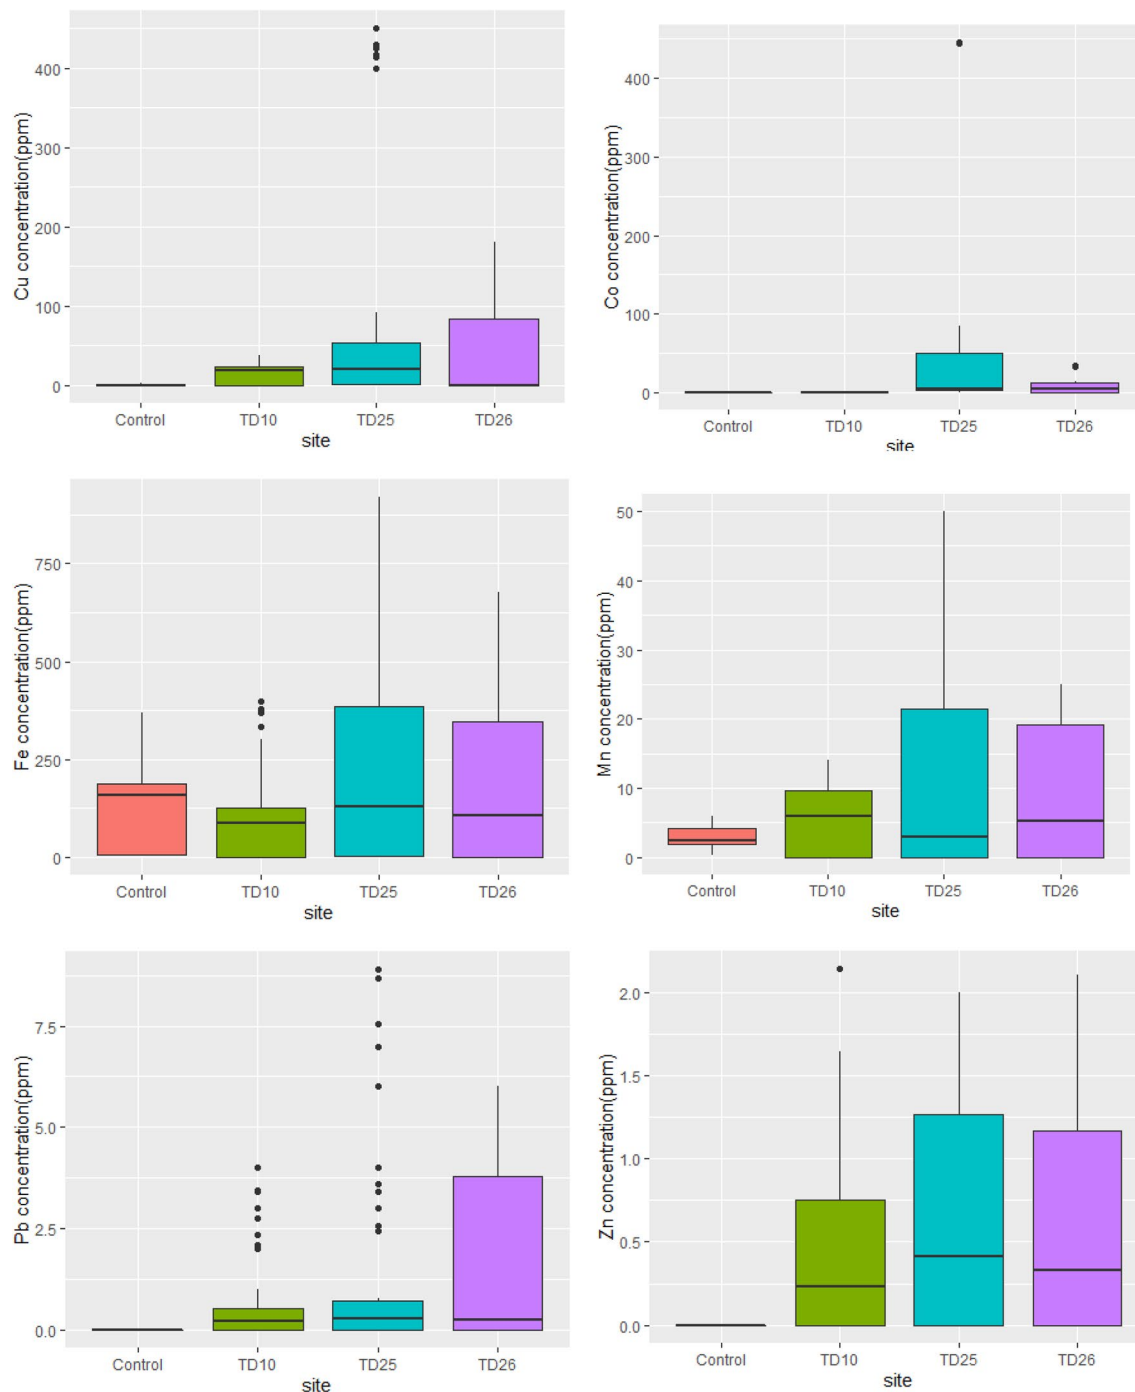 Cu concentration(ppm)
400
300
200
100
0
Control TD10 TD25 TD26
site
Co concentration(ppm)
400
300
200
100
0
Control TD10 TD25 TD26
site
Fe concentration(ppm)
750
500
250
0
Control TD10 TD25 TD26
site
Mn concentration(ppm)
50
40
30
20
10
0
Control TD10 TD25 TD26
site
Pb concentration(ppm)
7.5
5.0
2.5
0.0
Control TD10 TD25 TD26
site
Zn concentration(ppm)
2.0
1.5
1.0
0.5
0.0
Control TD10 TD25 TD26
site